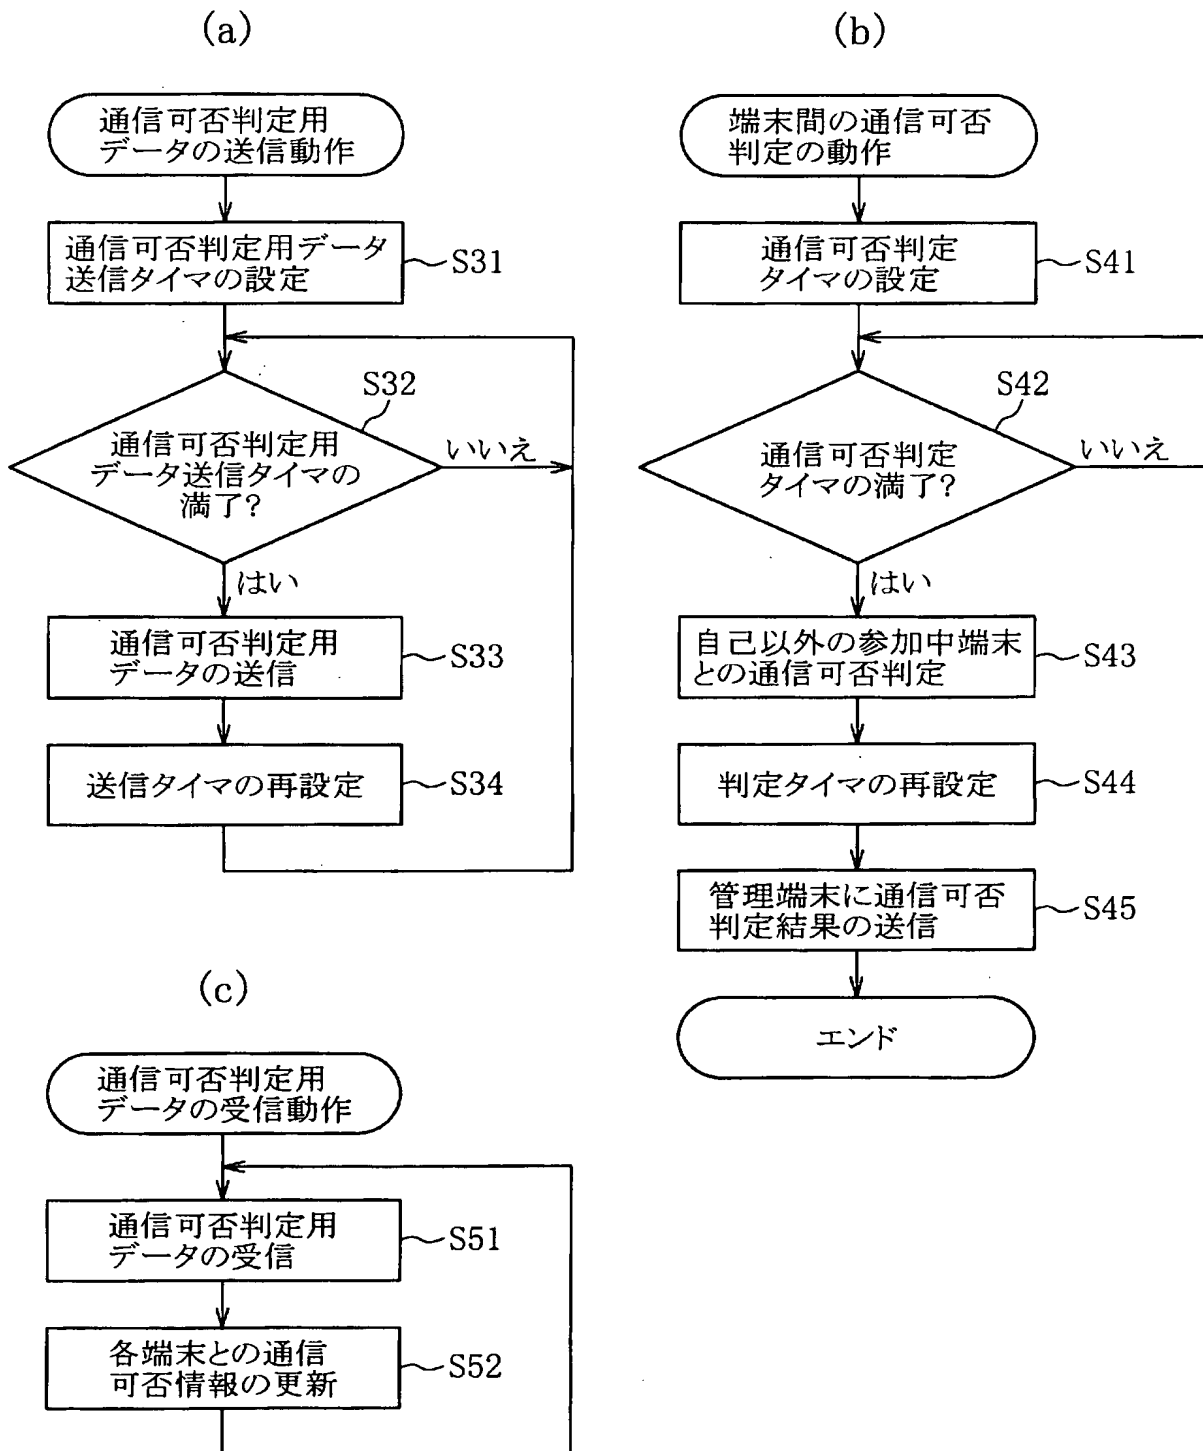 (a)
通信可否判定用
データの送信動作
通信可否判定用データ
送信タイマの設定
S31
S32
通信可否判定用
データ送信タイマの
満了?
いいえ
はい
通信可否判定用
データの送信
S33
送信タイマの再設定
S34
(b)
端末間の通信可否
判定の動作
通信可否判定
タイマの設定
S41
S42
通信可否判定
タイマの満了?
いいえ
はい
自己以外の参加中端末
との通信可否判定
S43
判定タイマの再設定
S44
管理端末に通信可否
判定結果の送信
S45
エンド
(c)
通信可否判定用
データの受信動作
通信可否判定用
データの受信
S51
各端末との通信
可否情報の更新
S52